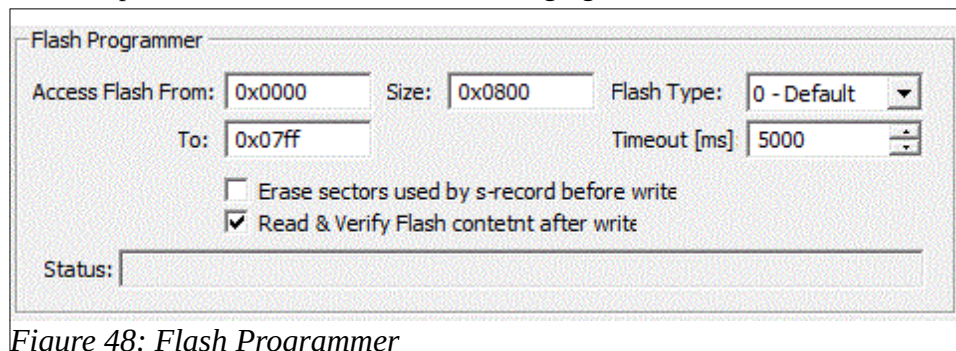 Flash Programmer
Access Flash From: 0x0000 Size: 0x0800 Flash Type: 0 - Default
To: 0x07ff Timeout [ms] 5000
Erase sectors used by s-record before write
Read & Verify Flash contetnt after write
Status:
Figure 48: Flash Programmer